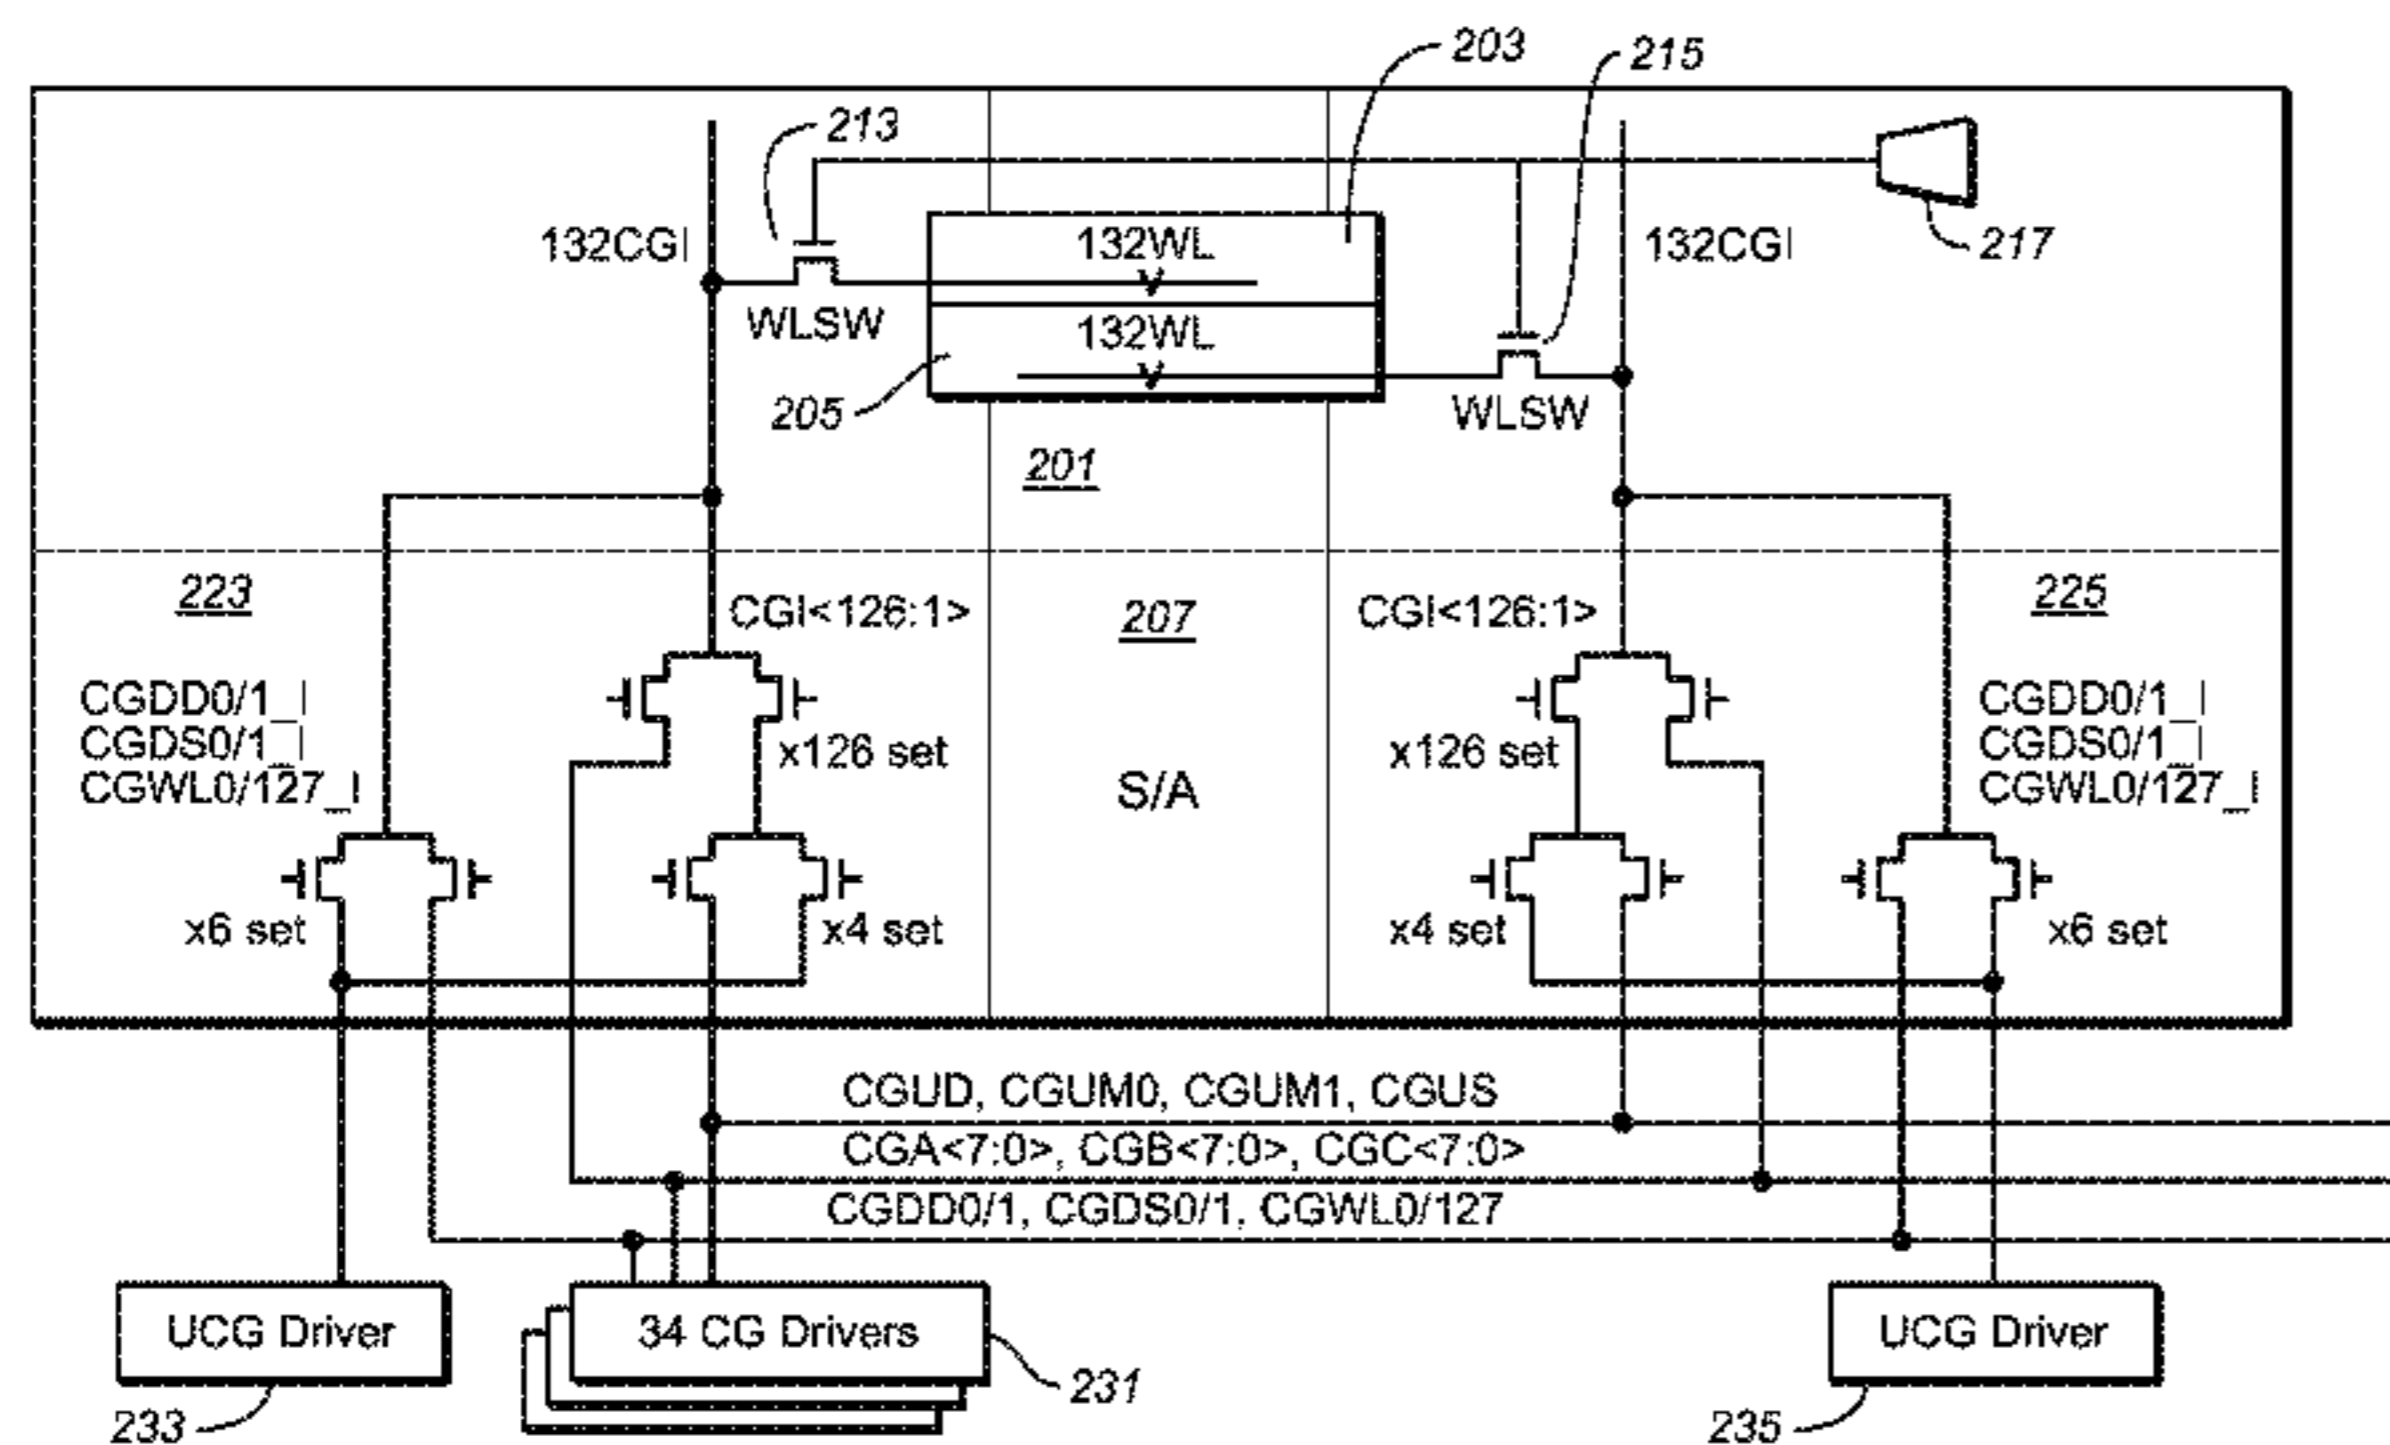 203
215
213
132CGI
132WL
132CGI
217
WLSW
132WL
205
WLSW
201
223
CGI<126:1>
207
CGI<126:1>
225
CGDD0/1_I
CGDS0/1_I
CGWL0/127_I
x126 set
S/A
x126 set
CGDD0/1_I
CGDS0/1_I
CGWL0/127_I
x6 set
x4 set
x4 set
x6 set
CGUD, CGUM0, CGUM1, CGUS
CGA<7:0>, CGB<7:0>, CGC<7:0>
CGDD0/1, CGDS0/1, CGWL0/127
UCG Driver
34 CG Drivers
UCG Driver
233
231
235